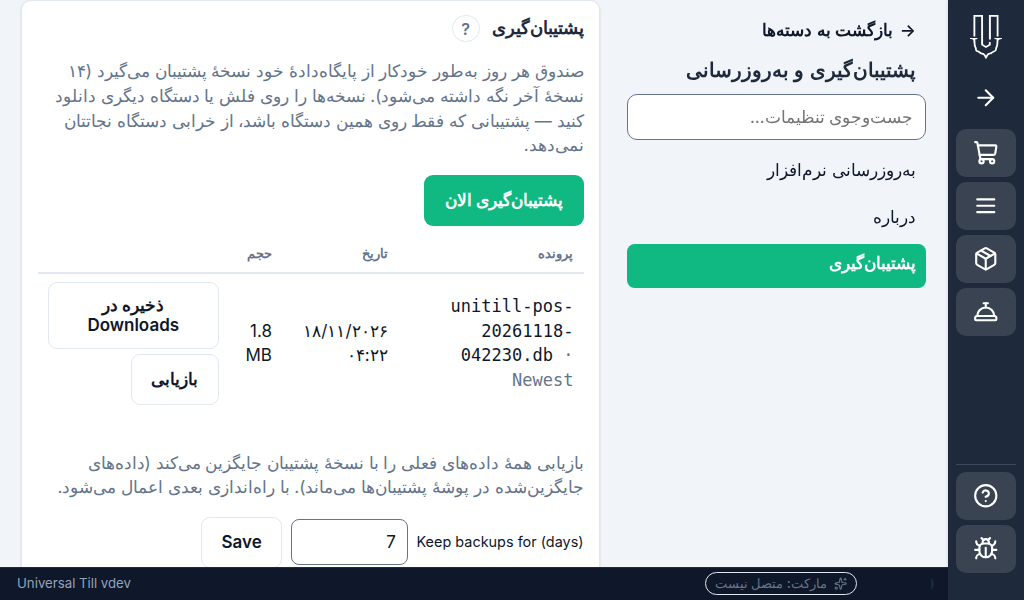 → بازگشت به دسته‌ها
پشتیبان‌گیری و به‌روزرسانی
جست‌وجوی تنظیمات...
به‌روزرسانی نرم‌افزار
درباره
پشتیبان‌گیری
پشتیبان‌گیری ?
صندوق هر روز به‌طور خودکار از پایگاه‌دادهٔ خود نسخهٔ پشتیبان می‌گیرد (۱۴
نسخهٔ آخر نگه داشته می‌شود). نسخه‌ها را روی فلش یا دستگاه دیگری دانلود
کنید — پشتیبانی که فقط روی همین دستگاه باشد، از خرابی دستگاه نجاتتان
نمی‌دهد.
پشتیبان‌گیری الان
پرونده تاریخ حجم
unitill-pos-
20261118-
042230.db ·
Newest
۱۸/۱۱/۲۰۲۶
۰۴:۲۲
1.8
MB
ذخیره در
Downloads
بازیابی
بازیابی همهٔ داده‌های فعلی را با نسخهٔ پشتیبان جایگزین می‌کند (داده‌های
جایگزین‌شده در پوشهٔ پشتیبان‌ها می‌ماند). با راه‌اندازی بعدی اعمال می‌شود.
Keep backups for (days) 7 Save
مارکت: متصل نیست
Universal Till vdev